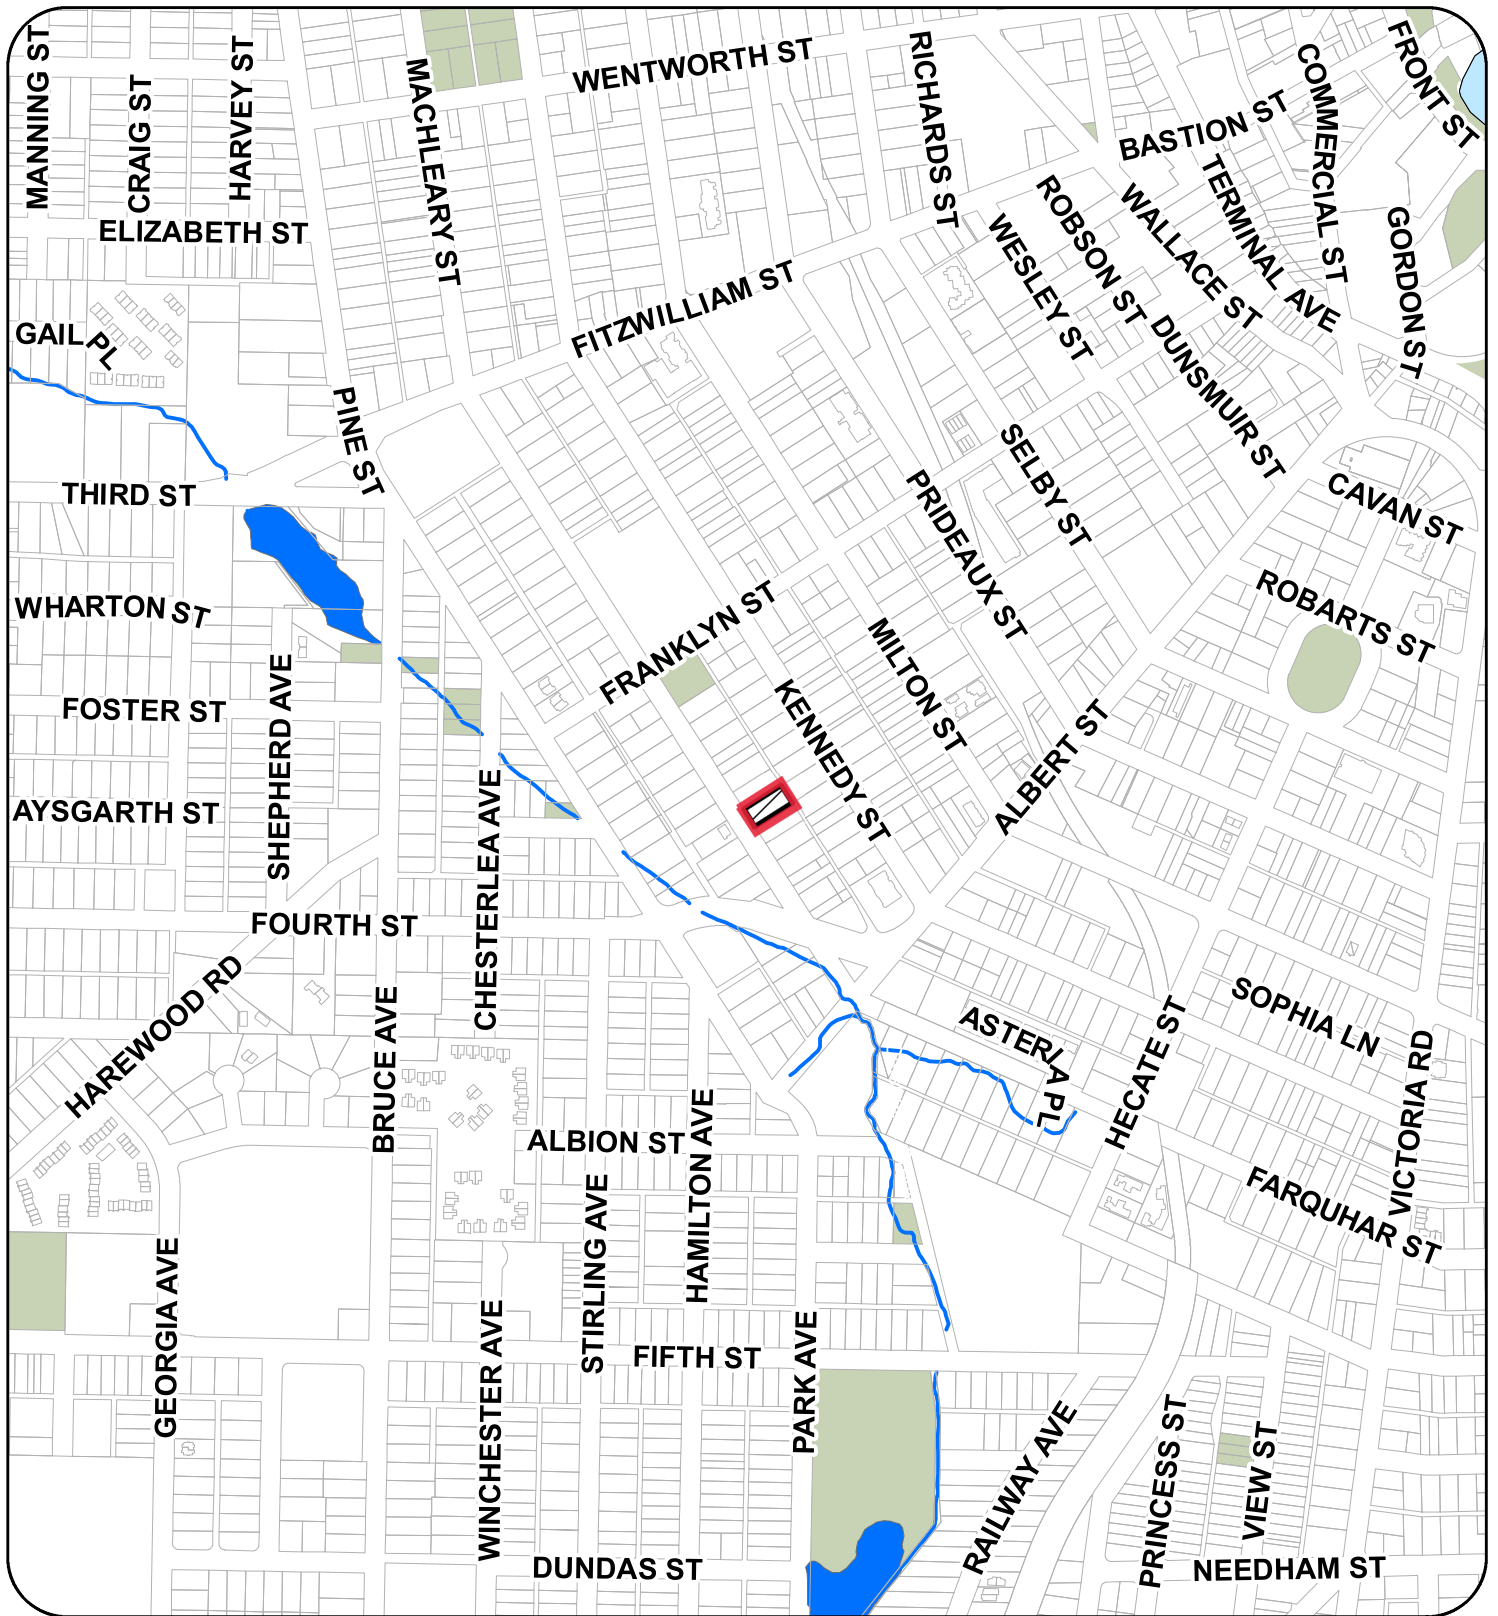 MANNING ST
CRAIG ST
HARVEY ST
MACHLEARY ST
WENTWORTH ST
RICHARDS ST
BASTION ST
COMMERCIAL ST
FRONT ST
ELIZABETH ST
FITZWILLIAM ST
WESLEY ST
ROBSON ST
WALLACE ST
TERMINAL AVE
GORDON ST
GAIL PL
PINE ST
DUNSMUIR ST
SELBY ST
PRIDEAUX ST
CAVAN ST
THIRD ST
WHARTON ST
FRANKLYN ST
MILTON ST
ROBARTS ST
SHEPHERD AVE
FOSTER ST
KENNEDY ST
ALBERT ST
AYSGARTH ST
CHESTERLEA AVE
FOURTH ST
HAREWOOD RD
BRUCE AVE
ASTERIA PL
HECATE ST
SOPHIA LN
VICTORIA RD
ALBION ST
HAMILTON AVE
STIRLING AVE
FARQUHAR ST
GEORGIA AVE
WINCHESTER AVE
FIFTH ST
PARK AVE
RAILWAY AVE
PRINCESS ST
VIEW ST
DUNDAS ST
NEEDHAM ST